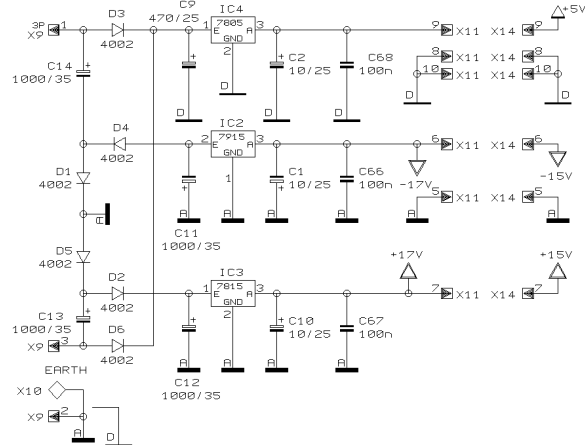 3P
X9 1
D3
4002
C9
470/25
IC4
1 E 7805 A 3
GND
2
D
C14
1000/35
D
C2
10/25
D
C68
100n
D
9 X11 X14 9
+5V
8 X11 X14 8
10 X11 X14 10
D
D
D4
4002
IC2
2 E 7915 A 3
GND
1
C1
10/25
C66
100n
6 X11 X14 6
-17V
-15V
D1
4002
A
C11
1000/35
A
A
A
A
5 X11 X14 5
A
A
D5
4002
D2
4002
IC3
1 E 7815 A 3
GND
2
+17V
+15V
7 X11 X14 7
C13
1000/35
X9 3
D6
4002
C10
10/25
C67
100n
C12
1000/35
A
A
A
A
EARTH
X10
X9 2
A
D